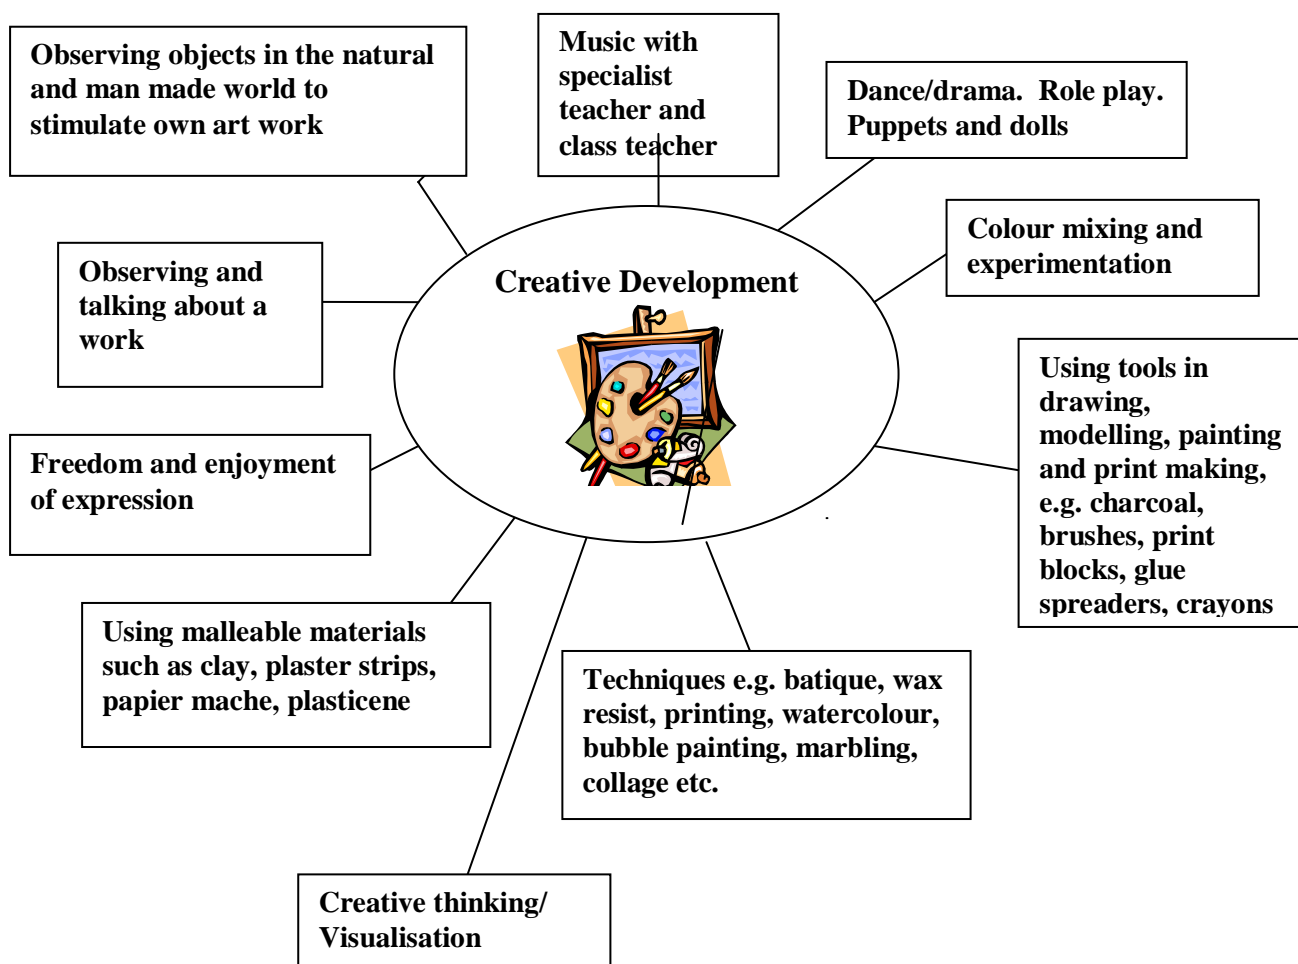 Observing objects in the natural
and man made world to
stimulate own art work
Music with
specialist
teacher and
class teacher
Dance/drama.  Role play.
Puppets and dolls
Colour mixing and
experimentation
Observing and
talking about a
work
Creative Development
Using tools in
drawing,
modelling, painting
and print making,
e.g. charcoal,
brushes, print
blocks, glue
spreaders, crayons
Freedom and enjoyment
of expression
.
Using malleable materials
such as clay, plaster strips,
papier mache, plasticene
Techniques e.g. batique, wax
resist, printing, watercolour,
bubble painting, marbling,
collage etc.
Creative thinking/
Visualisation